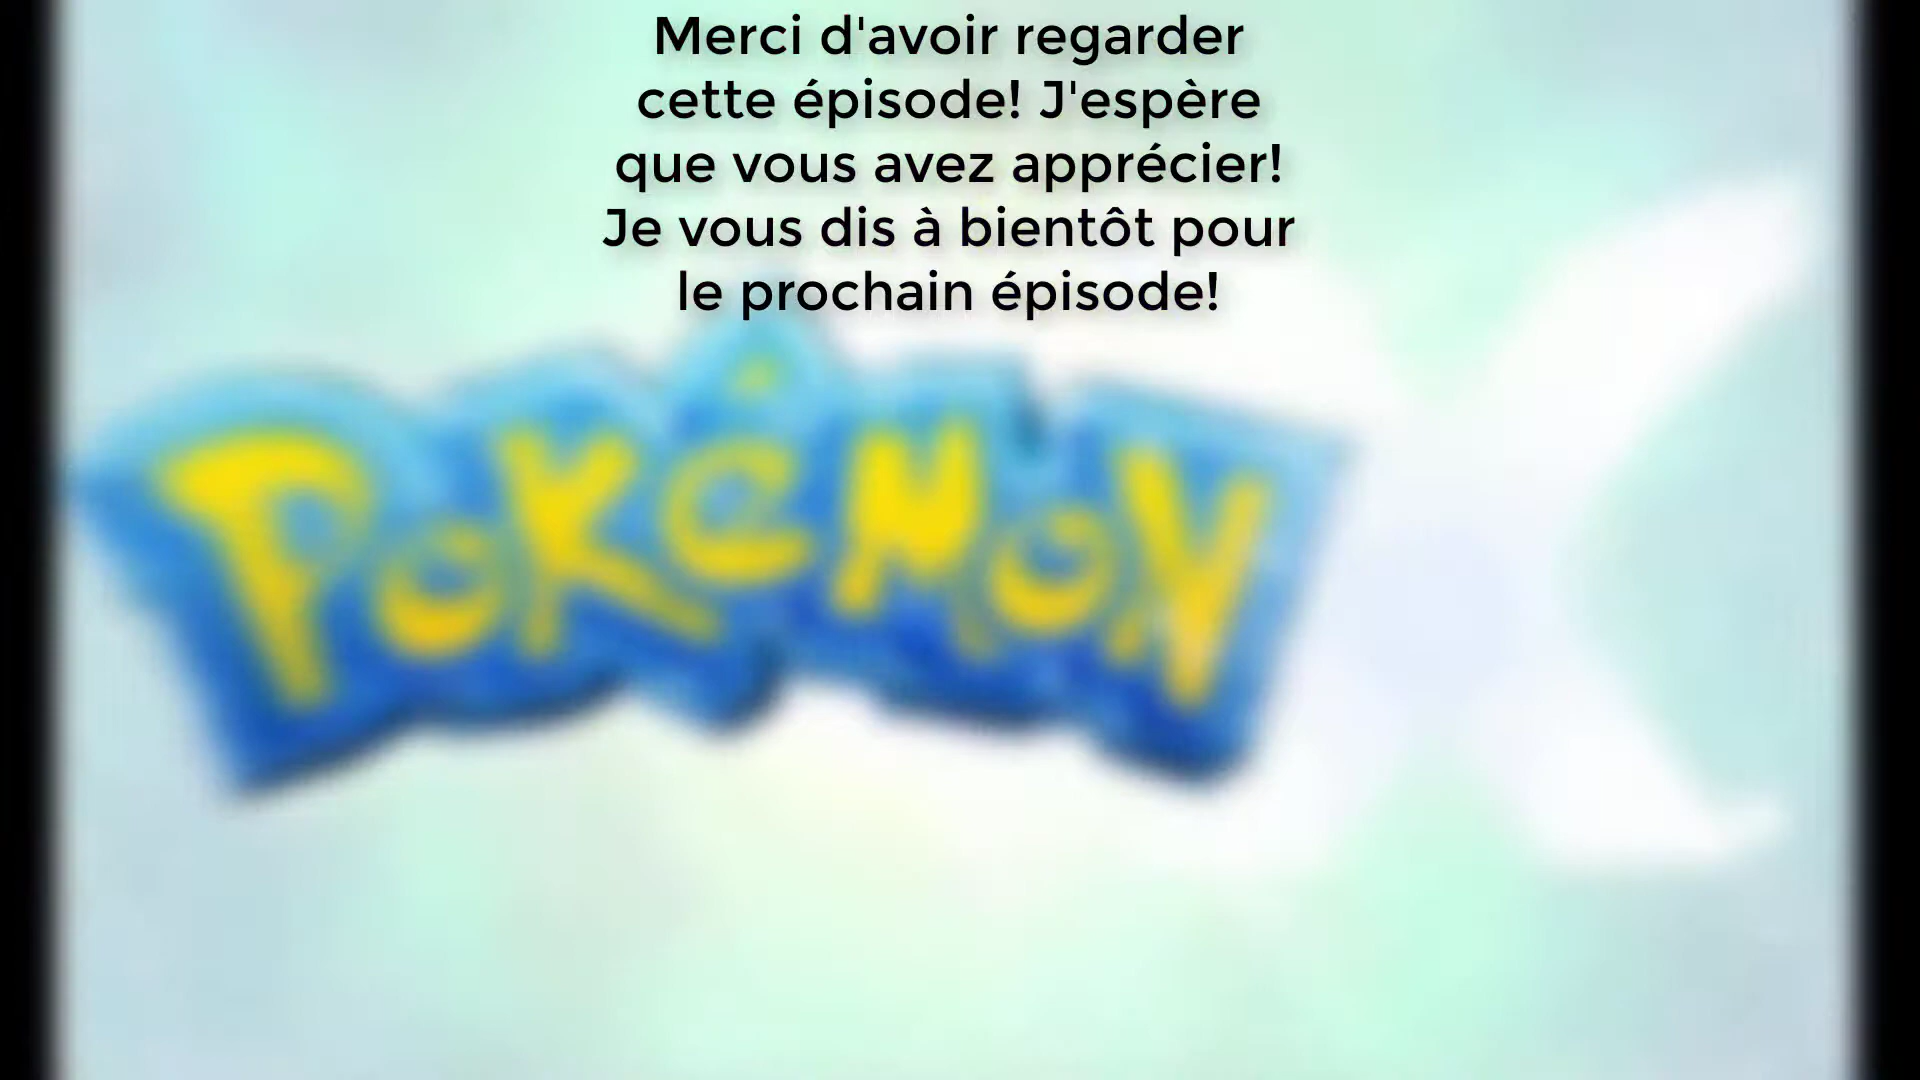 Merci d'avoir regarder
cette épisode! J'espère
que vous avez apprécier!
Je vous dis à bientôt pour
le prochain épisode!
POKéMON